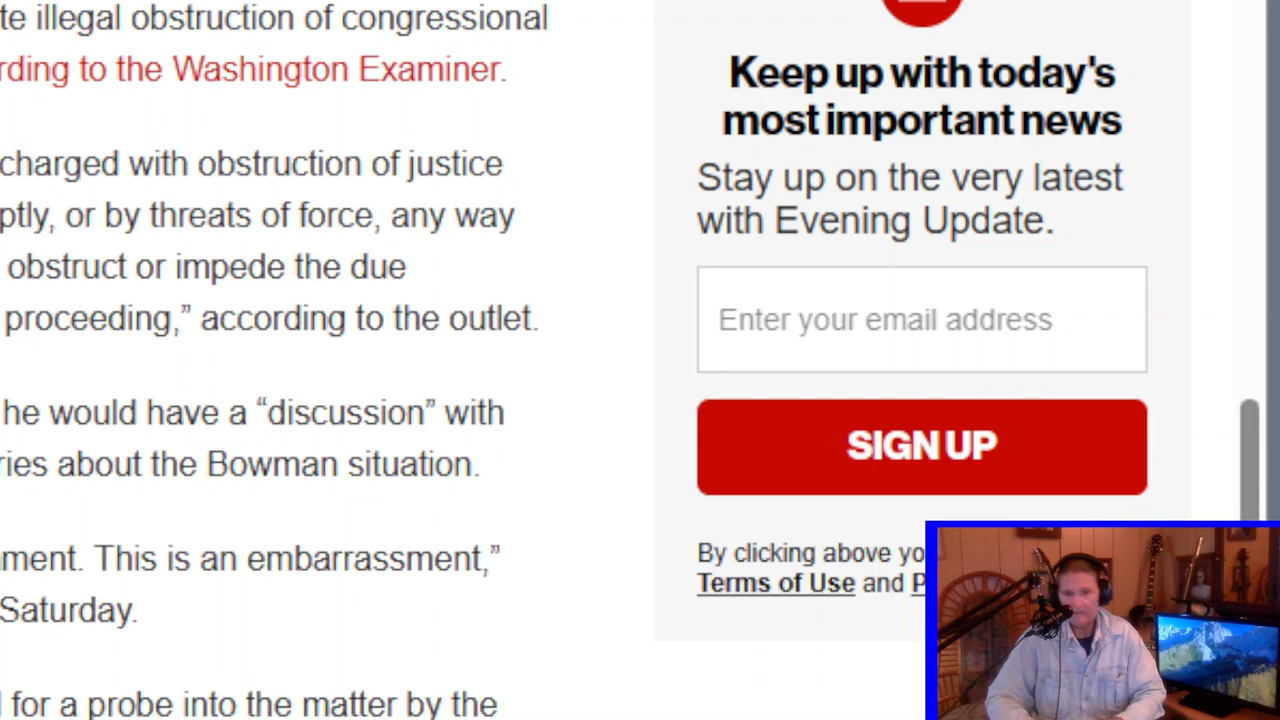 te illegal obstruction of congressional
rding to the Washington Examiner.
charged with obstruction of justice
ptly, or by threats of force, any way
obstruct or impede the due
proceeding,” according to the outlet.
he would have a “discussion” with
ries about the Bowman situation.
ment. This is an embarrassment,”
Saturday.
for a probe into the matter by the
Keep up with today's
most important news
Stay up on the very latest
with Evening Update.
Enter your email address
SIGN UP
By clicking above yo
Terms of Use and P